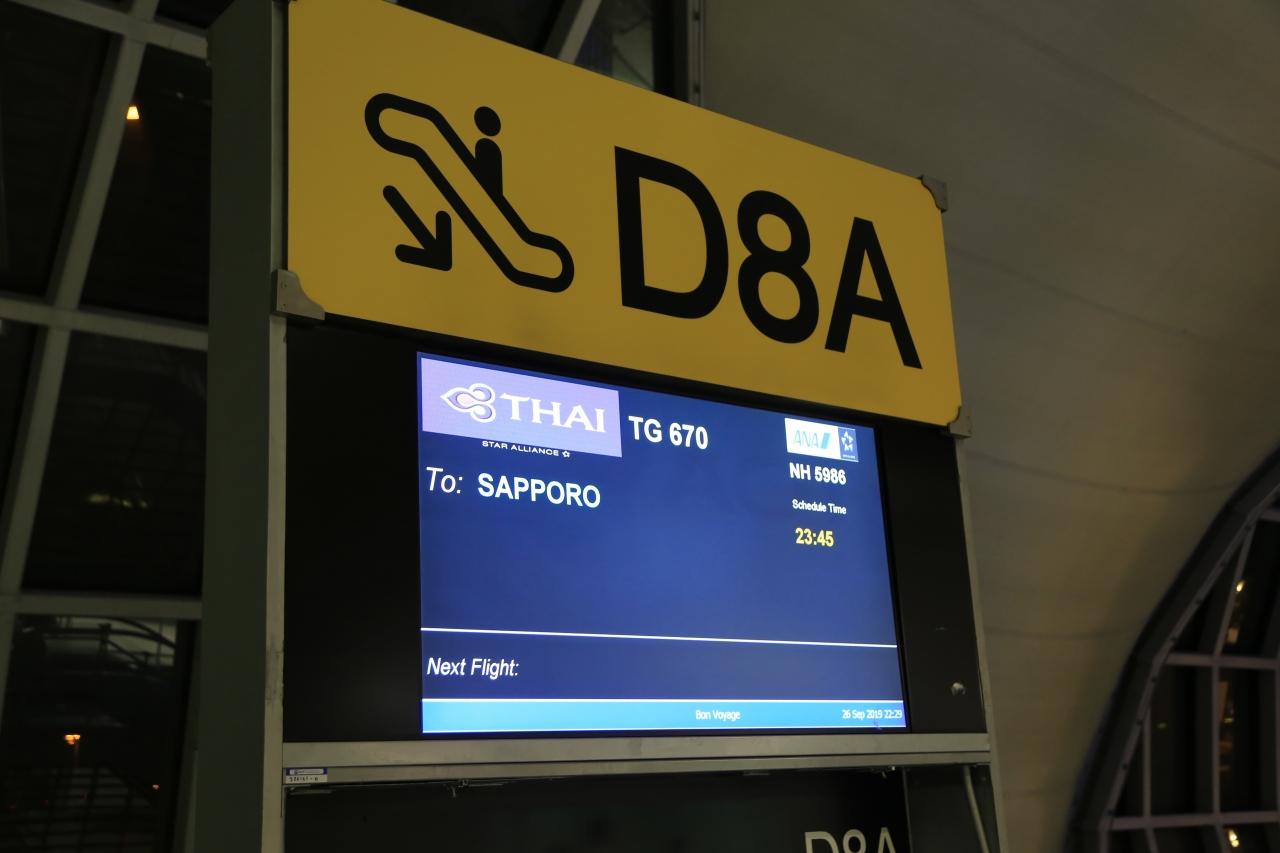 D8A
THAI
STAR ALLIANCE
TG 670
ANA
NH 5986
To: SAPPORO
Schedule Time
23:45
Next Flight:
Bon Voyage
26 Sep 2019 22:29
D8A